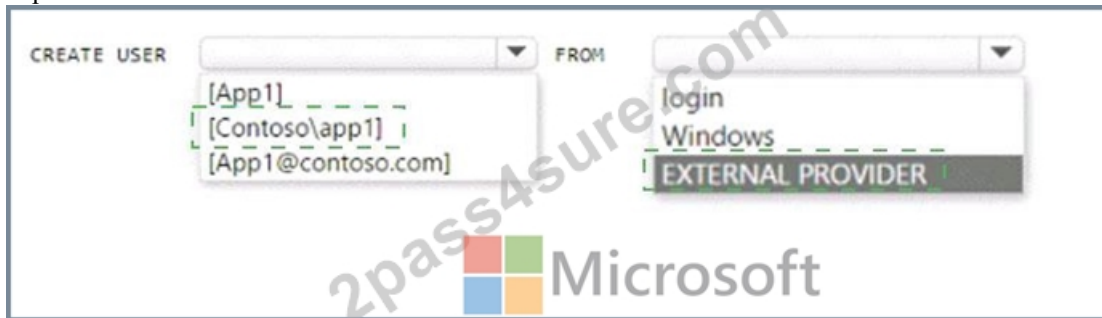 CREATE USER
FROM
[App1]
[Contoso\app1]
[App1@contoso.com]
login
Windows
EXTERNAL PROVIDER
2pass4sure.com
Microsoft